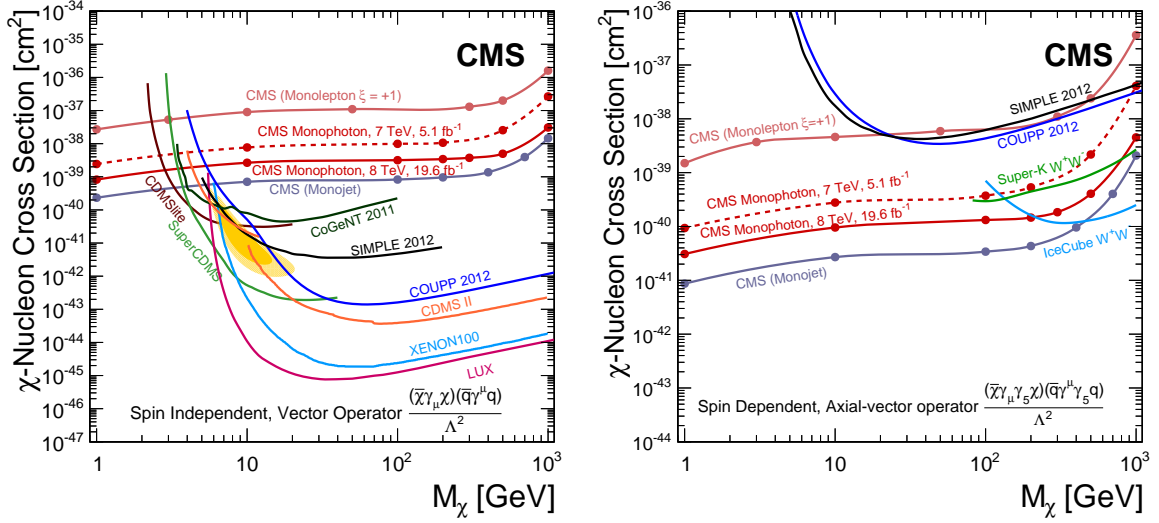 χ-Nucleon Cross Section [cm²]
10⁻³⁴
10⁻³⁵
10⁻³⁶
10⁻³⁷
10⁻³⁸
10⁻³⁹
10⁻⁴⁰
10⁻⁴¹
10⁻⁴²
10⁻⁴³
10⁻⁴⁴
10⁻⁴⁵
10⁻⁴⁶
10⁻⁴⁷
CMS
CMS (Monolepton ξ = +1)
CMS Monophoton, 7 TeV, 5.1 fb⁻¹
CMS Monophoton, 8 TeV, 19.6 fb⁻¹
CMS (Monojet)
CDMSlite
CoGeNT 2011
SuperCDMS
SIMPLE 2012
COUPP 2012
CDMS II
XENON100
LUX
Spin Independent, Vector Operator (χ̅γ_μχ)(q̅γ^μq)
Λ²
1
10
10²
10³
M_χ [GeV]
χ-Nucleon Cross Section [cm²]
10⁻³⁶
10⁻³⁷
10⁻³⁸
10⁻³⁹
10⁻⁴⁰
10⁻⁴¹
10⁻⁴²
10⁻⁴³
10⁻⁴⁴
CMS
SIMPLE 2012
CMS (Monolepton ξ=+1)
COUPP 2012
Super-K W⁺W⁻
CMS Monophoton, 7 TeV, 5.1 fb⁻¹
CMS Monophoton, 8 TeV, 19.6 fb⁻¹
IceCube W⁺W⁻
CMS (Monojet)
Spin Dependent, Axial-vector operator (χ̅γ_μγ₅χ)(q̅γ^μγ₅q)
Λ²
1
10
10²
10³
M_χ [GeV]